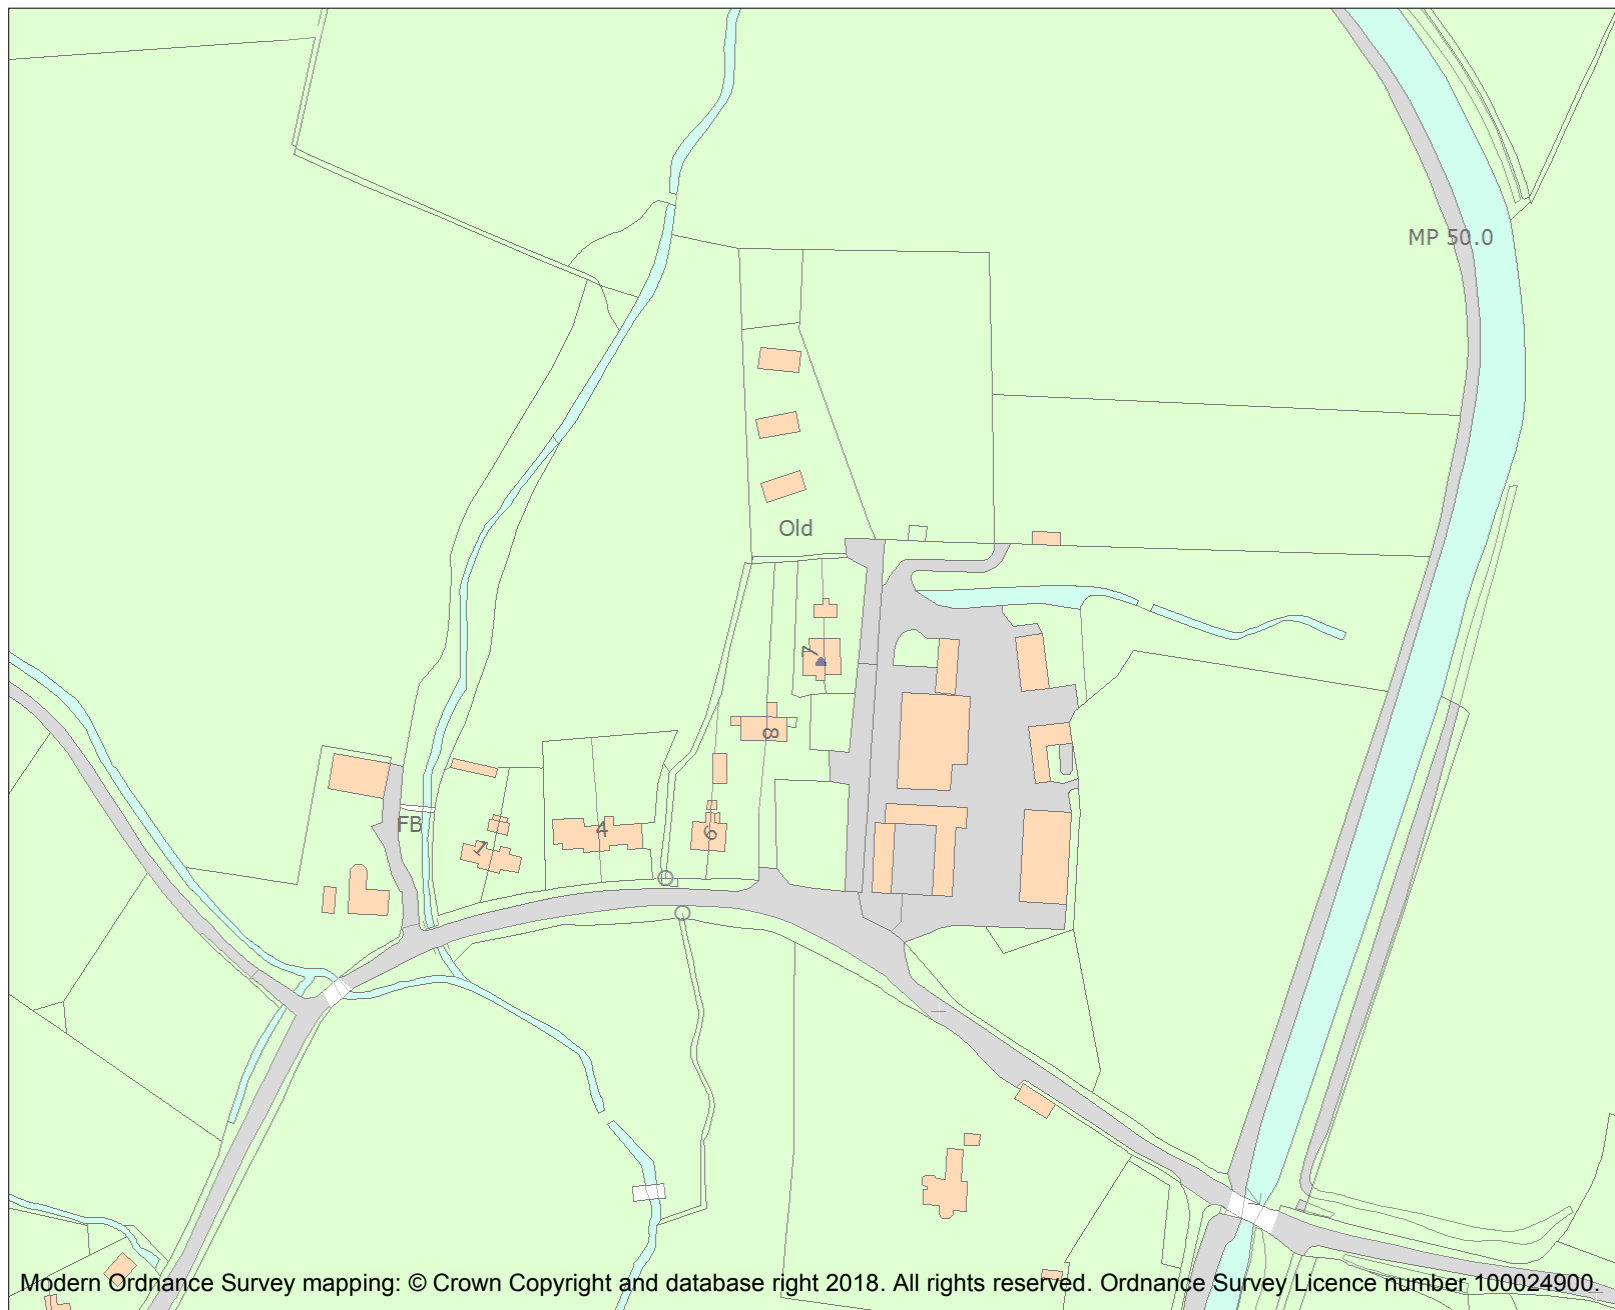 MP 50.0
Old
7
8
FB
1
4
6
Modern Ordnance Survey mapping: © Crown Copyright and database right 2018. All rights reserved. Ordnance Survey Licence number 100024900.